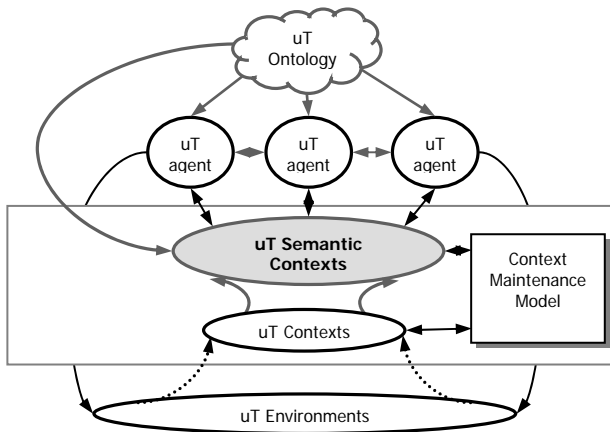 uT
Ontology
uT
agent
uT
agent
uT
agent
uT Semantic
Contexts
Context
Maintenance
Model
uT Contexts
uT Environments